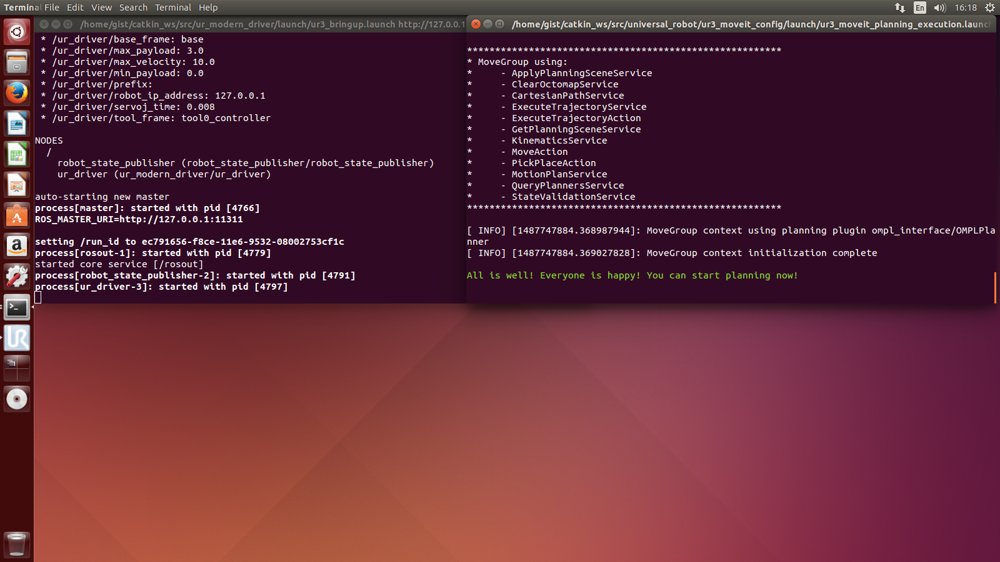 Terminal File Edit View Search Terminal Help
En 16:18
/home/gist/catkin_ws/src/ur_modern_driver/launch/ur3_bringup.launch http://127.0.0.1
* /ur_driver/base_frame: base
* /ur_driver/max_payload: 3.0
* /ur_driver/max_velocity: 10.0
* /ur_driver/min_payload: 0.0
* /ur_driver/prefix:
* /ur_driver/robot_ip_address: 127.0.0.1
* /ur_driver/servoj_time: 0.008
* /ur_driver/tool_frame: tool0_controller
NODES
/
robot_state_publisher (robot_state_publisher/robot_state_publisher)
ur_driver (ur_modern_driver/ur_driver)
auto-starting new master
process[master]: started with pid [4766]
ROS_MASTER_URI=http://127.0.0.1:11311
setting /run_id to ec791656-f8ce-11e6-9532-08002753cf1c
process[rosout-1]: started with pid [4779]
started core service [/rosout]
process[robot_state_publisher-2]: started with pid [4791]
process[ur_driver-3]: started with pid [4797]
/home/gist/catkin_ws/src/universal_robot/ur3_moveit_config/launch/ur3_moveit_planning_execution.launch
********************************************************
* MoveGroup using:
*     - ApplyPlanningSceneService
*     - ClearOctomapService
*     - CartesianPathService
*     - ExecuteTrajectoryService
*     - ExecuteTrajectoryAction
*     - GetPlanningSceneService
*     - KinematicsService
*     - MoveAction
*     - PickPlaceAction
*     - MotionPlanService
*     - QueryPlannersService
*     - StateValidationService
********************************************************
[ INFO] [1487747884.368987944]: MoveGroup context using planning plugin ompl_interface/OMPLPla
nner
[ INFO] [1487747884.369027828]: MoveGroup context initialization complete
All is well! Everyone is happy! You can start planning now!